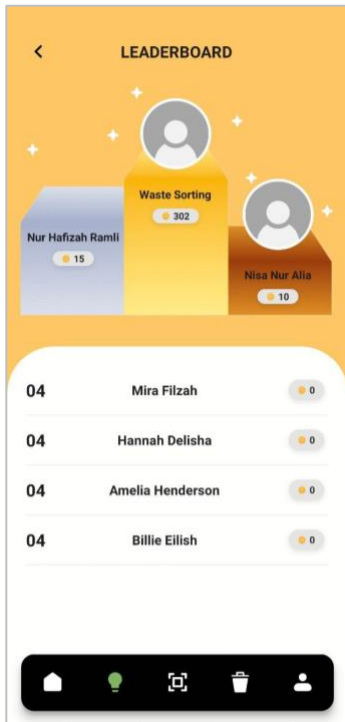 LEADERBOARD
Waste Sorting
302
Nur Hafizah Ramli
15
Nisa Nur Alia
10
04 Mira Filzah 0
04 Hannah Delisha 0
04 Amelia Henderson 0
04 Billie Eilish 0